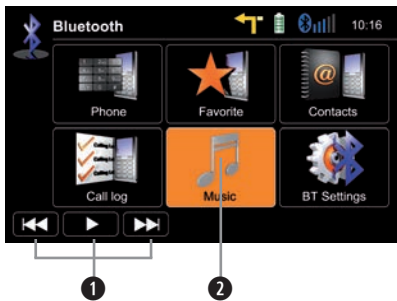 Bluetooth 10:16
Phone Favorite Contacts
@
Call log Music BT Settings
1 2